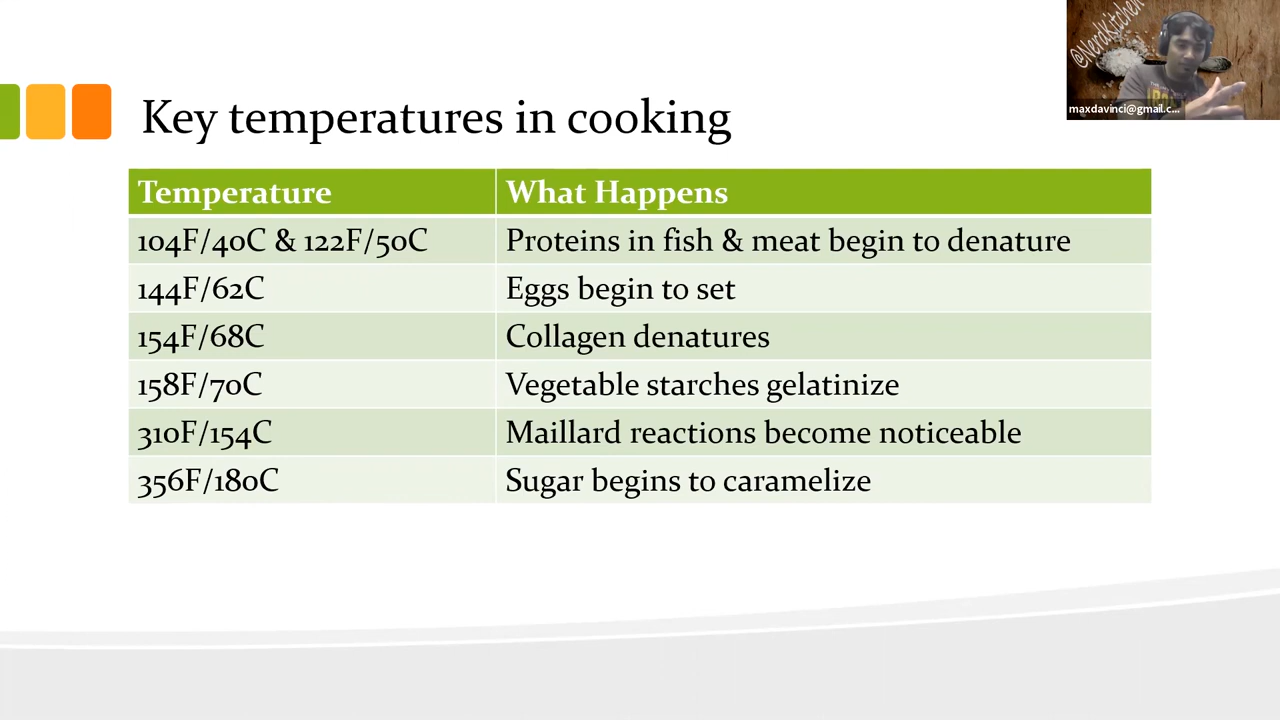 @NerdKitchen
maxdavinci@gmail.c...
Key temperatures in cooking
Temperature What Happens
104F/40C & 122F/50C Proteins in fish & meat begin to denature
144F/62C Eggs begin to set
154F/68C Collagen denatures
158F/70C Vegetable starches gelatinize
310F/154C Maillard reactions become noticeable
356F/180C Sugar begins to caramelize